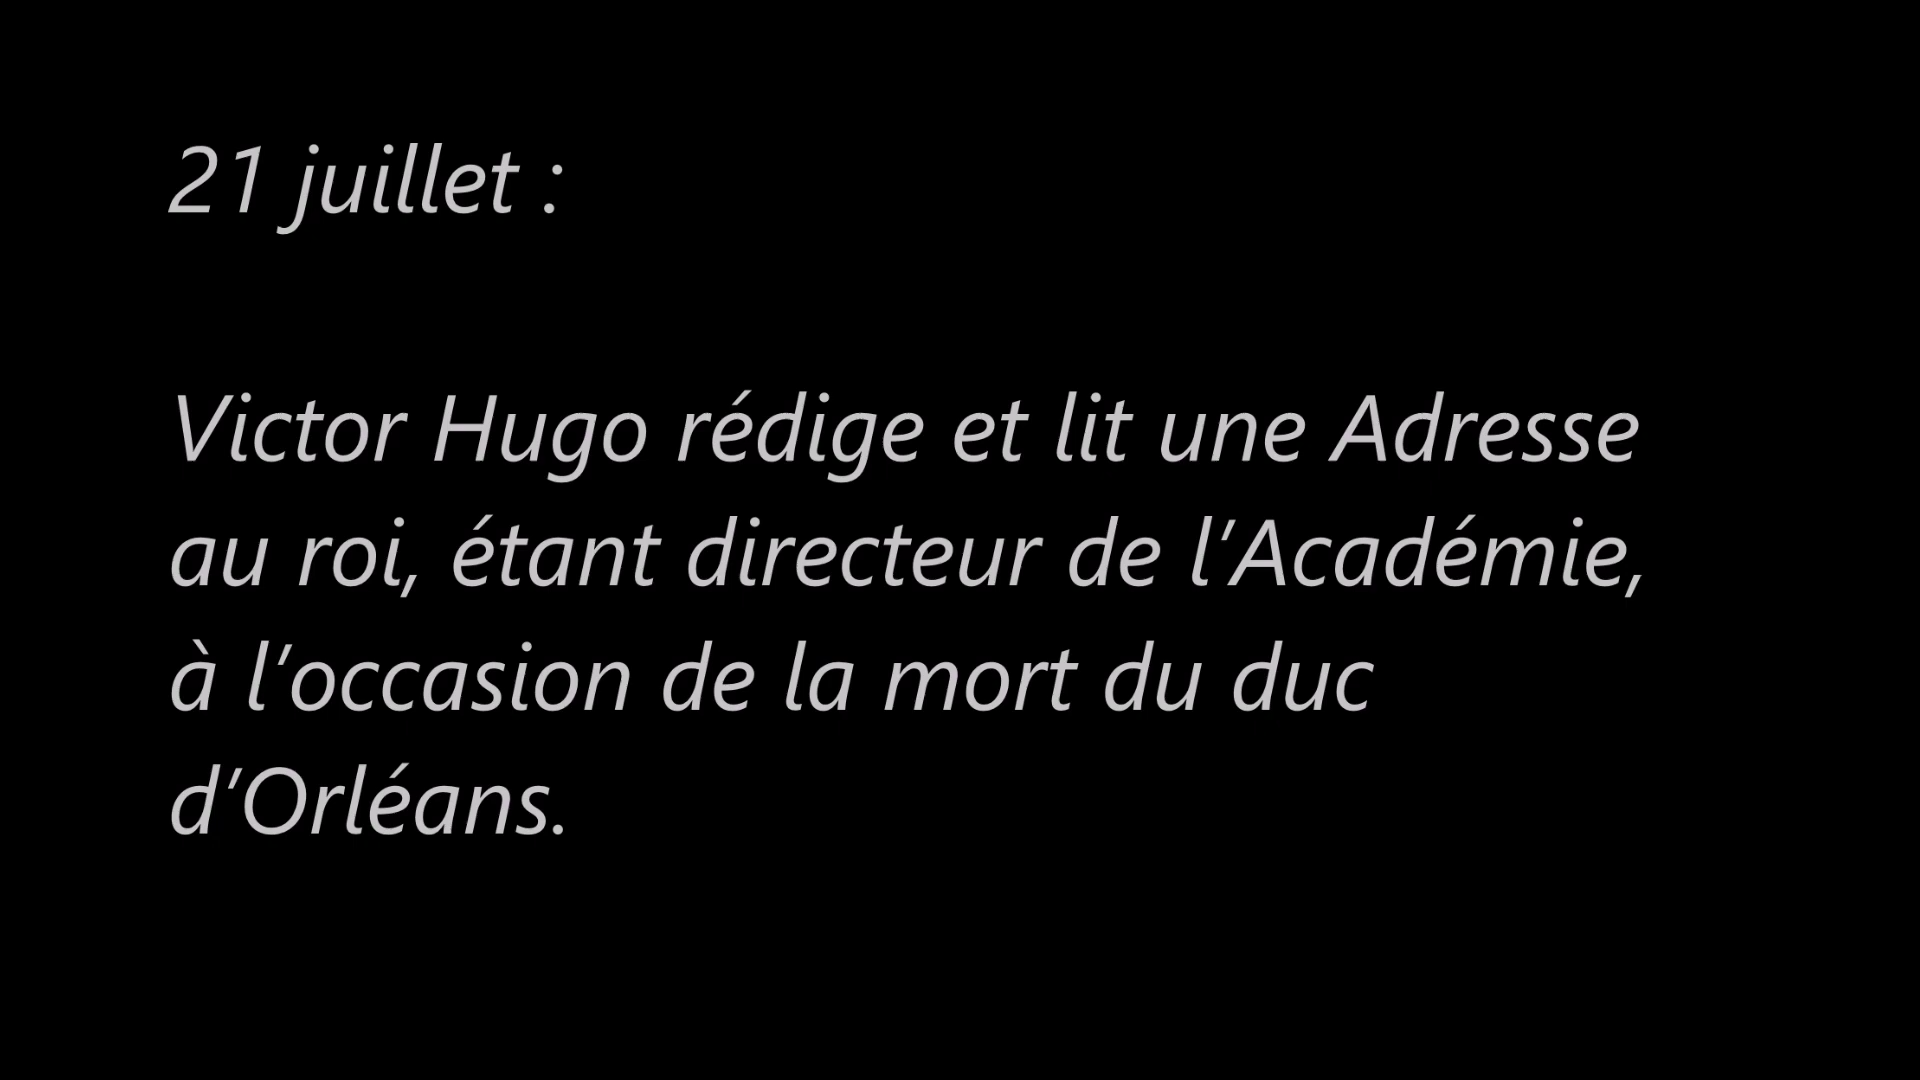 21 juillet :
Victor Hugo rédige et lit une Adresse
au roi, étant directeur de l’Académie,
à l’occasion de la mort du duc
d’Orléans.